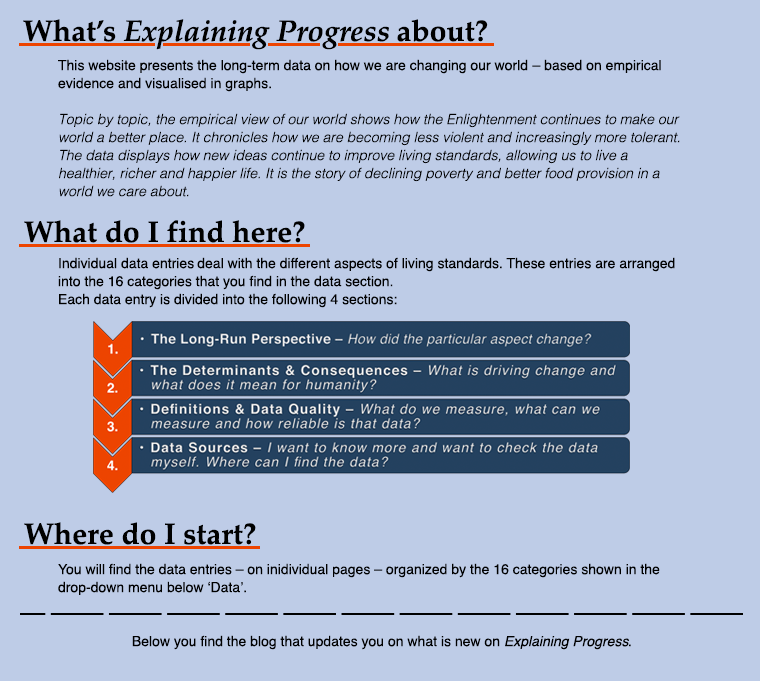 What's Explaining Progress about?
This website presents the long-term data on how we are changing our world – based on empirical
evidence and visualised in graphs.
Topic by topic, the empirical view of our world shows how the Enlightenment continues to make our
world a better place. It chronicles how we are becoming less violent and increasingly more tolerant.
The data displays how new ideas continue to improve living standards, allowing us to live a
healthier, richer and happier life. It is the story of declining poverty and better food provision in a
world we care about.
What do I find here?
Individual data entries deal with the different aspects of living standards. These entries are arranged
into the 16 categories that you find in the data section.
Each data entry is divided into the following 4 sections:
1. • The Long-Run Perspective – How did the particular aspect change?
2. • The Determinants & Consequences – What is driving change and
what does it mean for humanity?
3. • Definitions & Data Quality – What do we measure, what can we
measure and how reliable is that data?
4. • Data Sources – I want to know more and want to check the data
myself. Where can I find the data?
Where do I start?
You will find the data entries – on inidividual pages – organized by the 16 categories shown in the
drop-down menu below ‘Data’.
Below you find the blog that updates you on what is new on Explaining Progress.